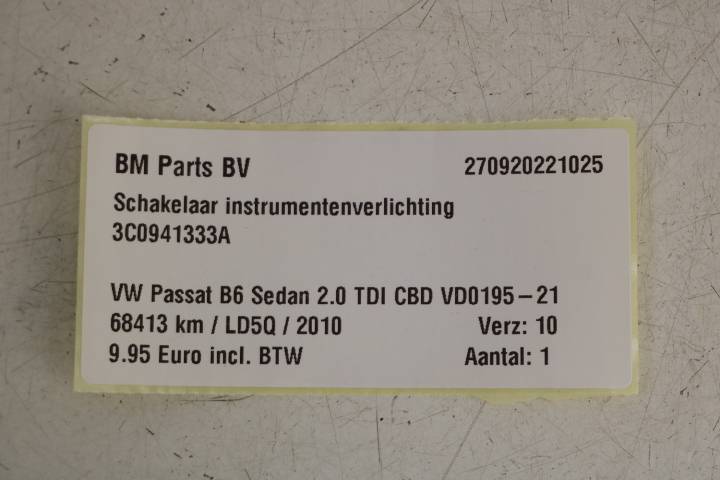 BM Parts BV 270920221025
Schakelaar instrumentenverlichting
3C0941333A
VW Passat B6 Sedan 2.0 TDI CBD VD0195-21
68413 km / LD5Q / 2010 Verz: 10
9.95 Euro incl. BTW Aantal: 1